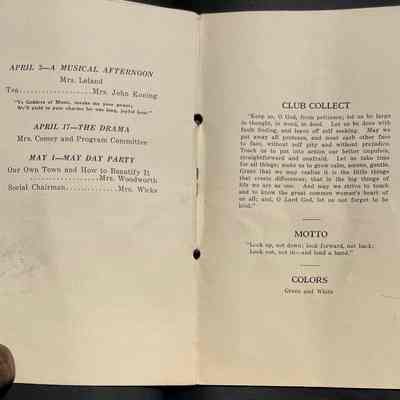 APRIL 3—A MUSICAL AFTERNOON
Mrs. Leland
Tea....................Mrs. John Koning
"Ye Goddess of Music, invoke me your power;
We'll yield to your charms for one long, joyful hour."
APRIL 17—THE DRAMA
Mrs. Comey and Program Committee
MAY 1—MAY DAY PARTY
Our Own Town and How to Beautify It
....................Mrs. Woodworth
Social Chairman...............Mrs. Wicks
CLUB COLLECT
"Keep us, O God, from pettiness; let us be large
in thought, in word, in deed. Let us be done with
fault finding, and leave off self seeking. May we
put away all pretense, and meet each other face
to face, without self pity and without prejudice.
Teach us to put into action our better impulses,
straightforward and unafraid. Let us take time
for all things; make us to grow calm, serene, gentle.
Grant that we may realize it is the little things
that create differences; that in the big things of
life we are as one. And may we strive to touch
and to know the great common woman's heart of
us all; and, O Lord God, let us not forget to be
kind."
MOTTO
"Look up, not down; look forward, not back;
Look out, not in—and lend a hand."
COLORS
Green and White